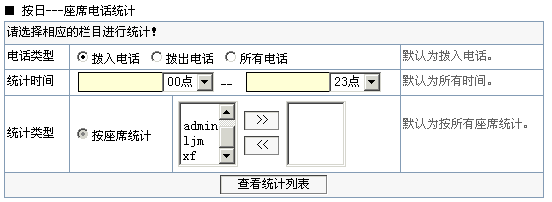 ■ 按日---座席电话统计
请选择相应的栏目进行统计!
电话类型 拨入电话 拨出电话 所有电话 默认为拨入电话。
统计时间 00点 -- 23点 默认为所有时间。
统计类型 按座席统计 admin ljm xf >> << 默认为按所有座席统计。
查看统计列表